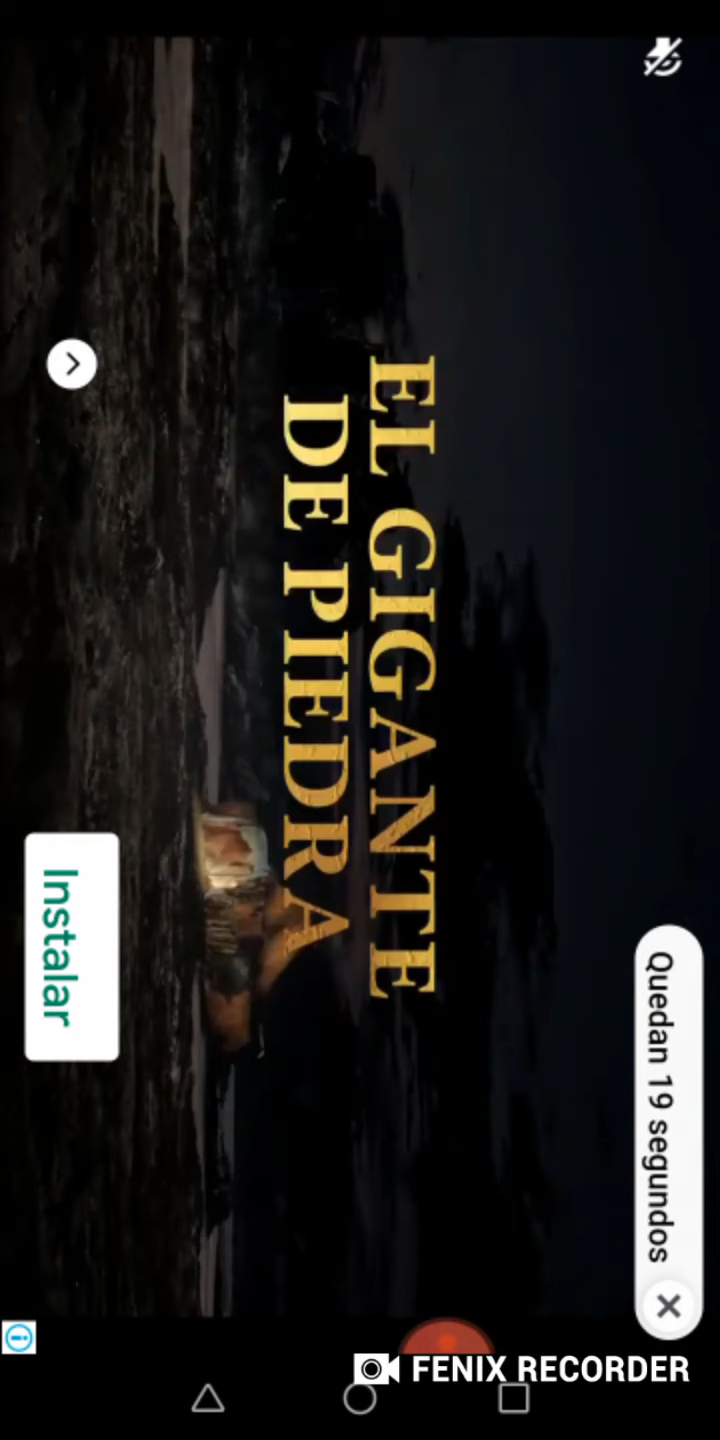 Quedan 19 segundos
EL GIGANTE
DE PIEDRA
Instalar
FENIX RECORDER